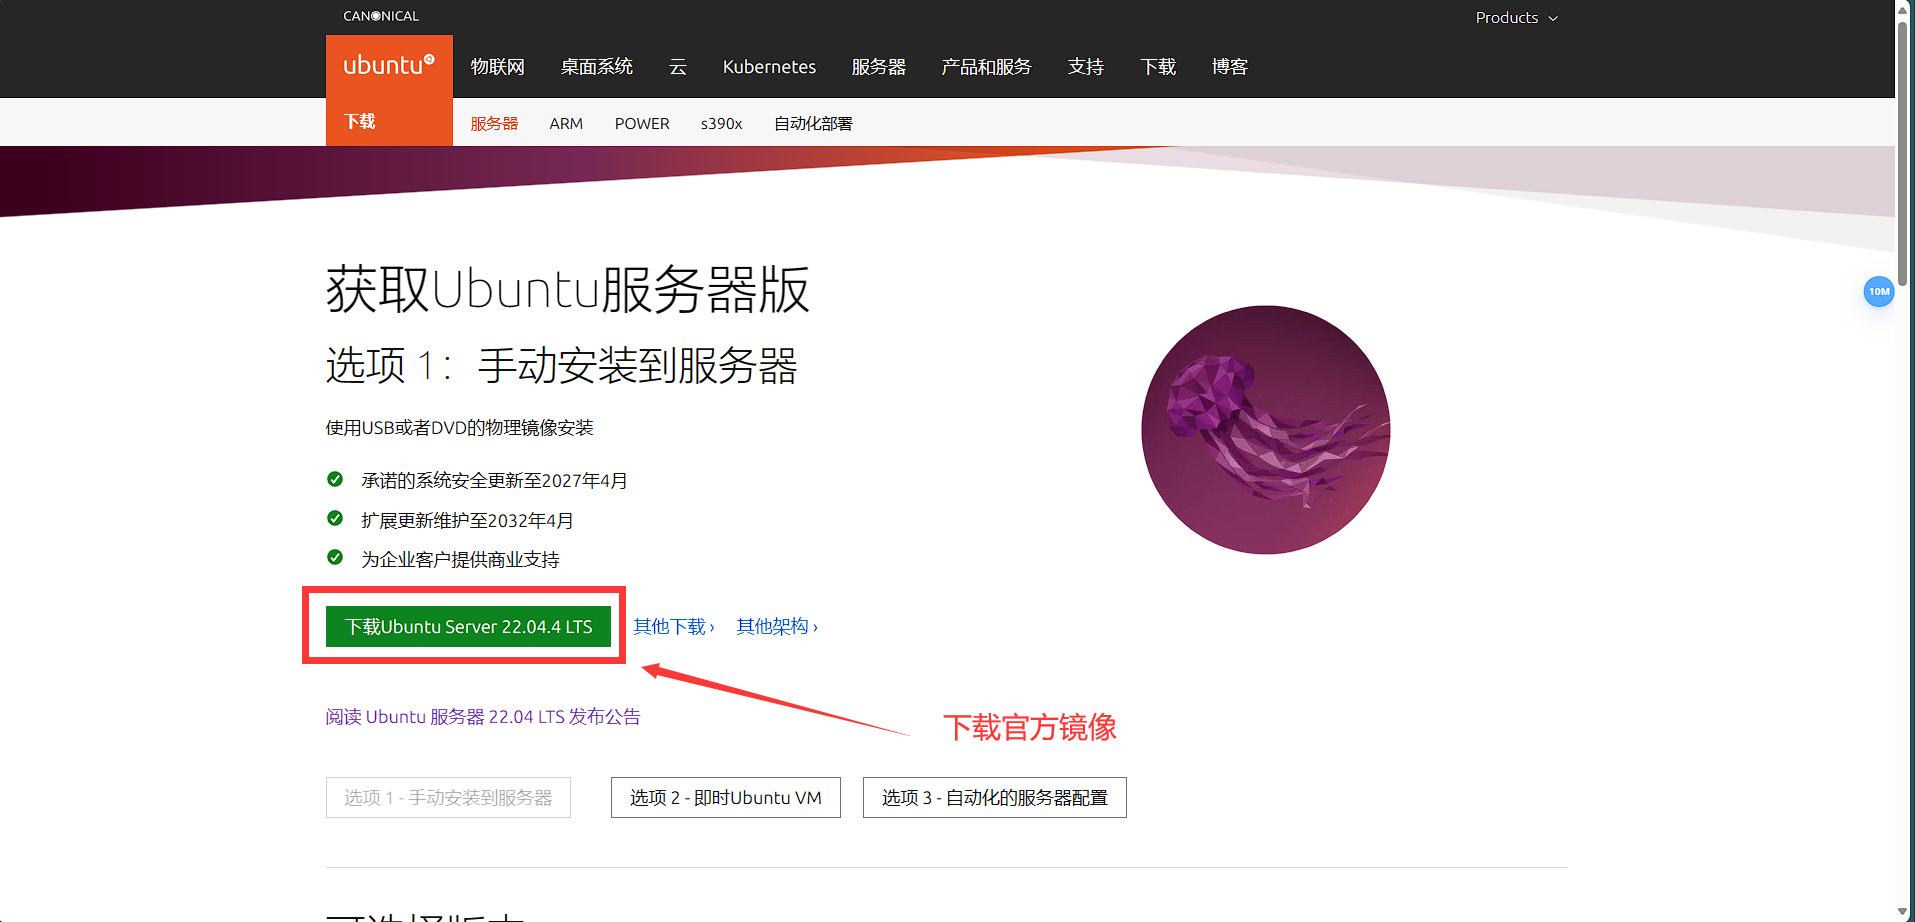 CANONICAL
Products
ubuntu
物联网 桌面系统 云 Kubernetes 服务器 产品和服务 支持 下载 博客
下载
服务器 ARM POWER s390x 自动化部署
10M
获取Ubuntu服务器版
选项 1：手动安装到服务器
使用USB或者DVD的物理镜像安装
承诺的系统安全更新至2027年4月
扩展更新维护至2032年4月
为企业客户提供商业支持
下载Ubuntu Server 22.04.4 LTS 其他下载 › 其他架构 ›
阅读 Ubuntu 服务器 22.04 LTS 发布公告
下载官方镜像
选项 1 - 手动安装到服务器 选项 2 - 即时Ubuntu VM 选项 3 - 自动化的服务器配置